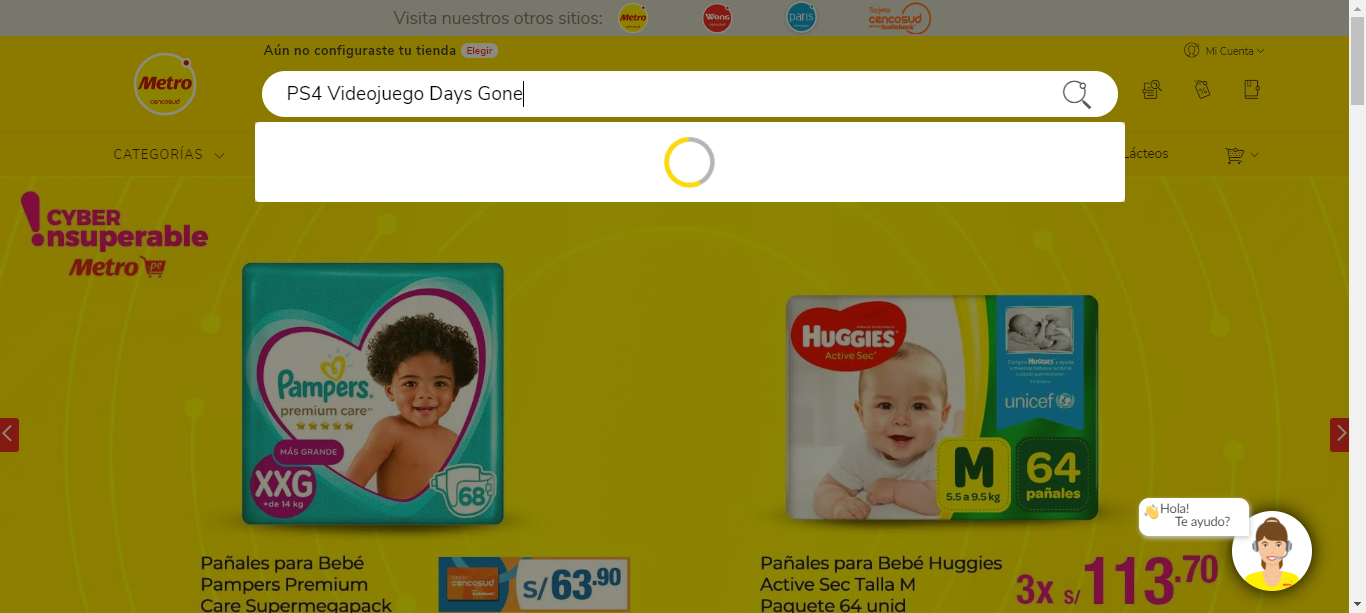 Visita nuestros otros sitios:
Metro
Wong
paris
Tarjeta
cencosud
scotiabank
Aún no configuraste tu tienda Elegir
Mi Cuenta
Metro
cencosud
PS4 Videojuego Days Gone
CATEGORÍAS
Lácteos
CYBER
nsuperable
Metro .pe
Pampers.
premium care™
MÁS GRANDE
XXG
+de 14 kg
68
HUGGIES
Active Sec
unicef
M
5.5 a 9.5 kg
64
pañales
Hola!
Te ayudo?
Pañales para Bebé
Pampers Premium
Care Supermegapack
cencosud
S/63.90
Pañales para Bebé Huggies
Active Sec Talla M
Paquete 64 unid
3x S/113.70